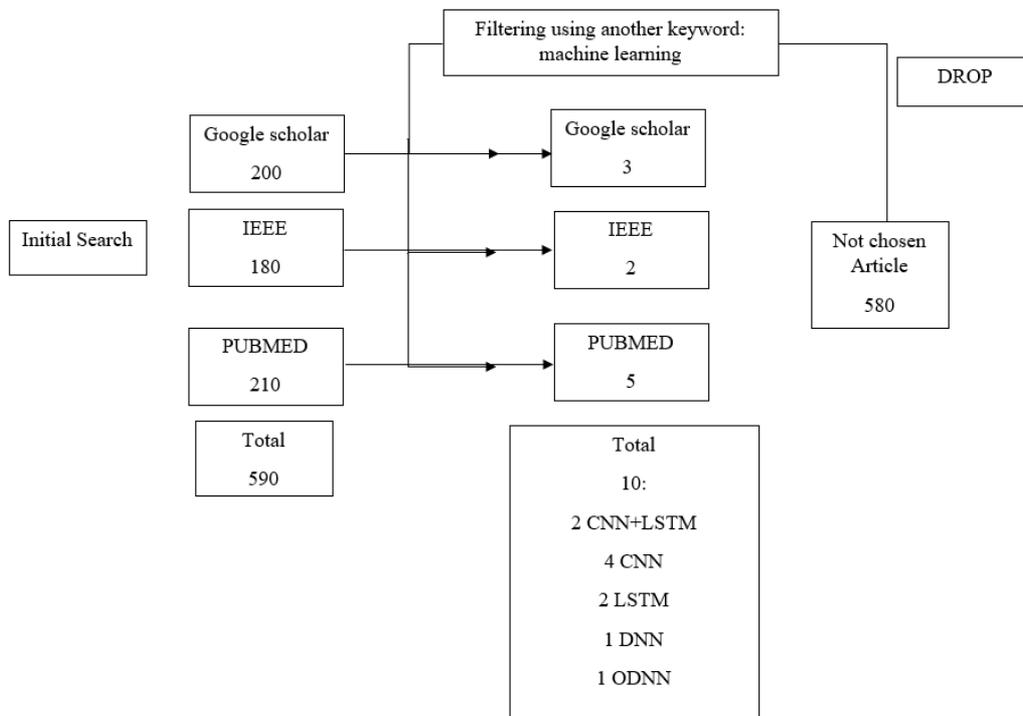 Filtering using another keyword:
machine learning
DROP
Google scholar
200
Google scholar
3
Initial Search
IEEE
180
IEEE
2
Not chosen
Article
580
PUBMED
210
PUBMED
5
Total
590
Total
10:
2 CNN+LSTM
4 CNN
2 LSTM
1 DNN
1 ODNN